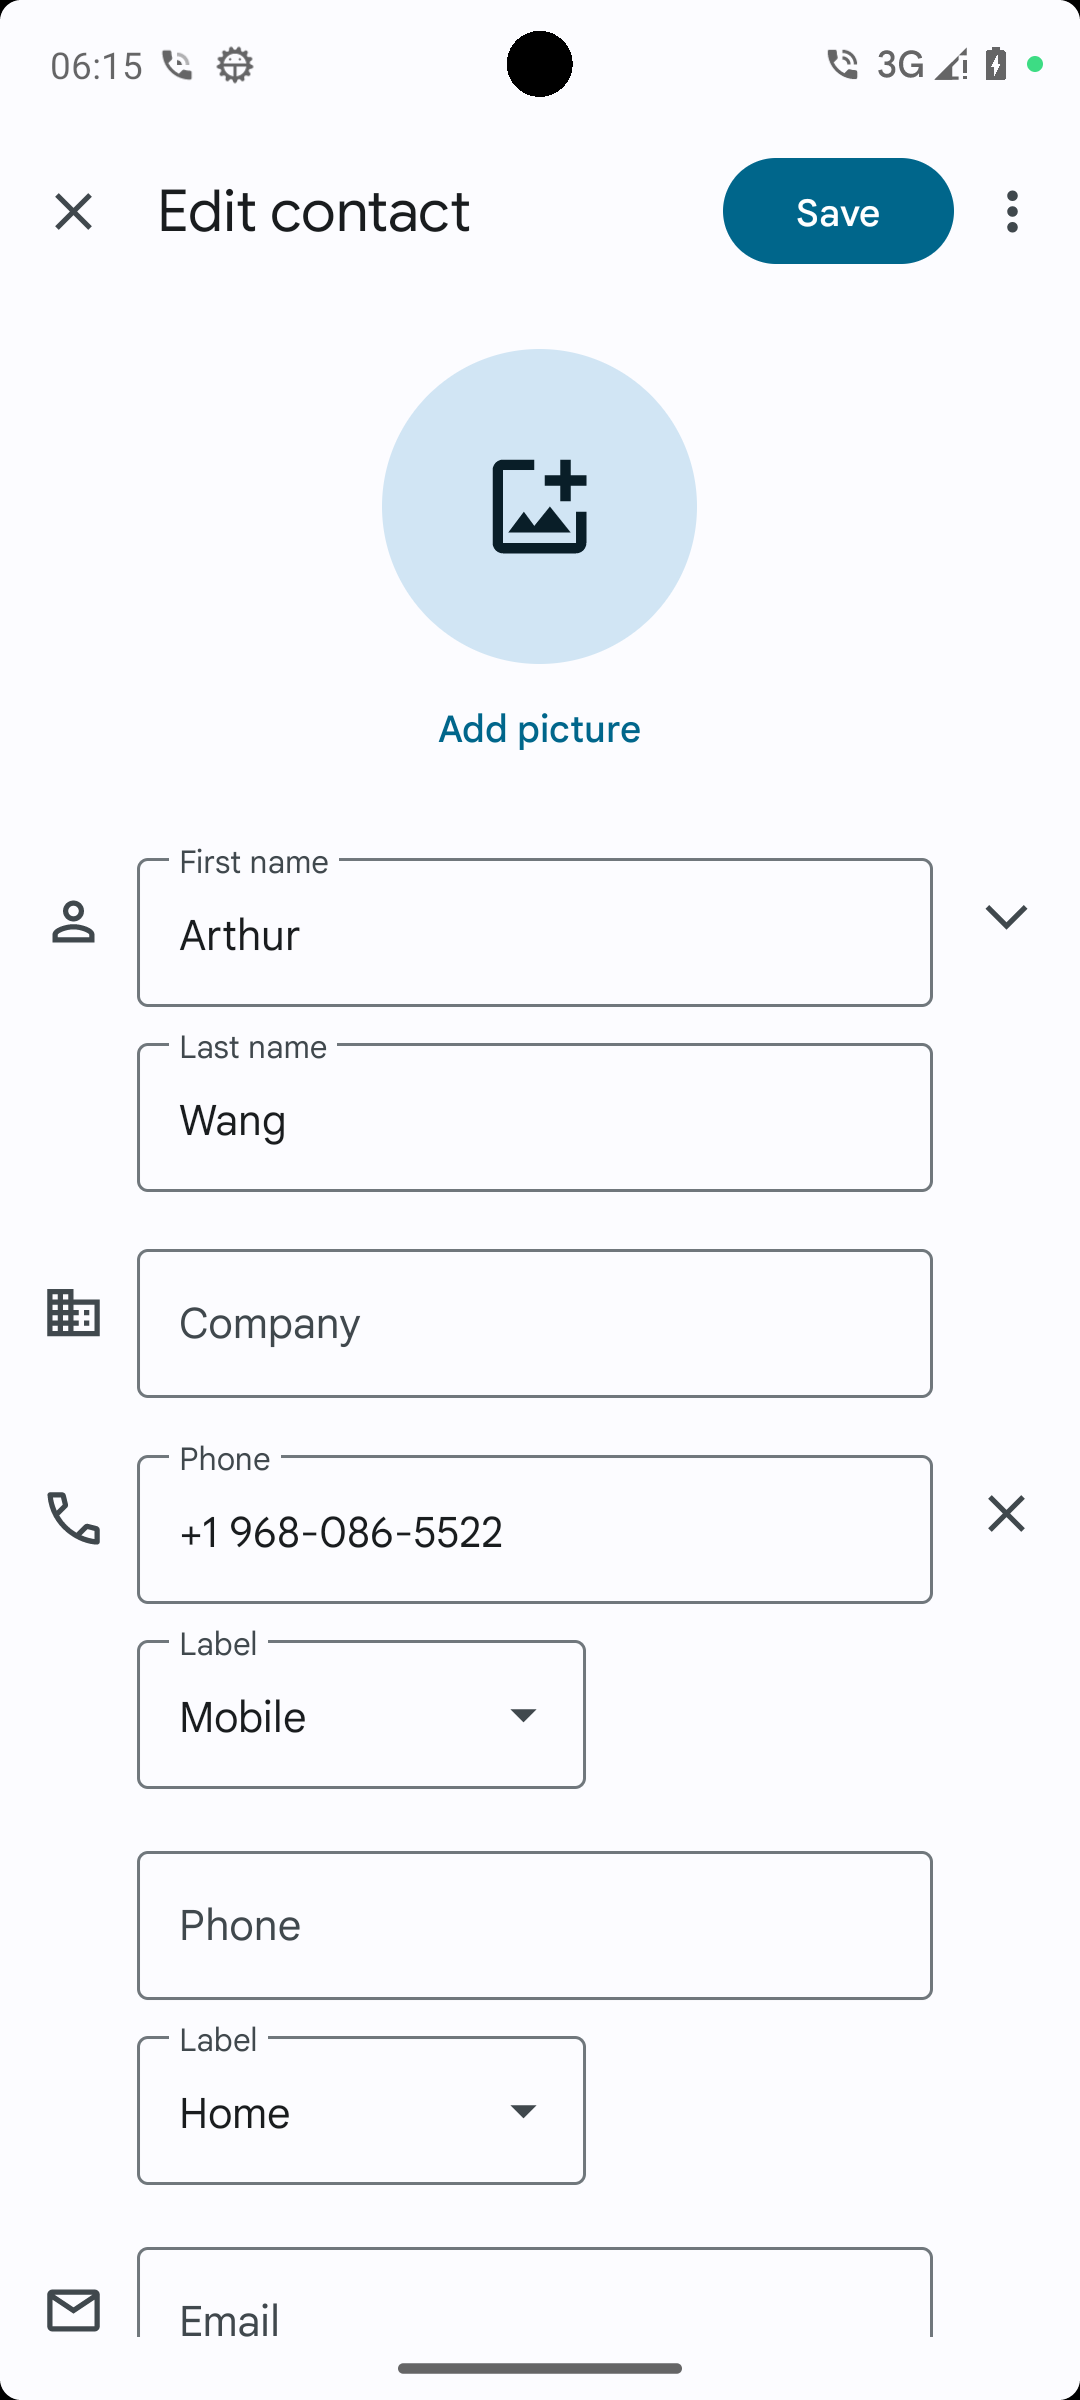 06:15
3G
Edit contact
Save
Add picture
First name
Arthur
Last name
Wang
Company
Phone
+1 968-086-5522
Label
Mobile
Phone
Label
Home
Email